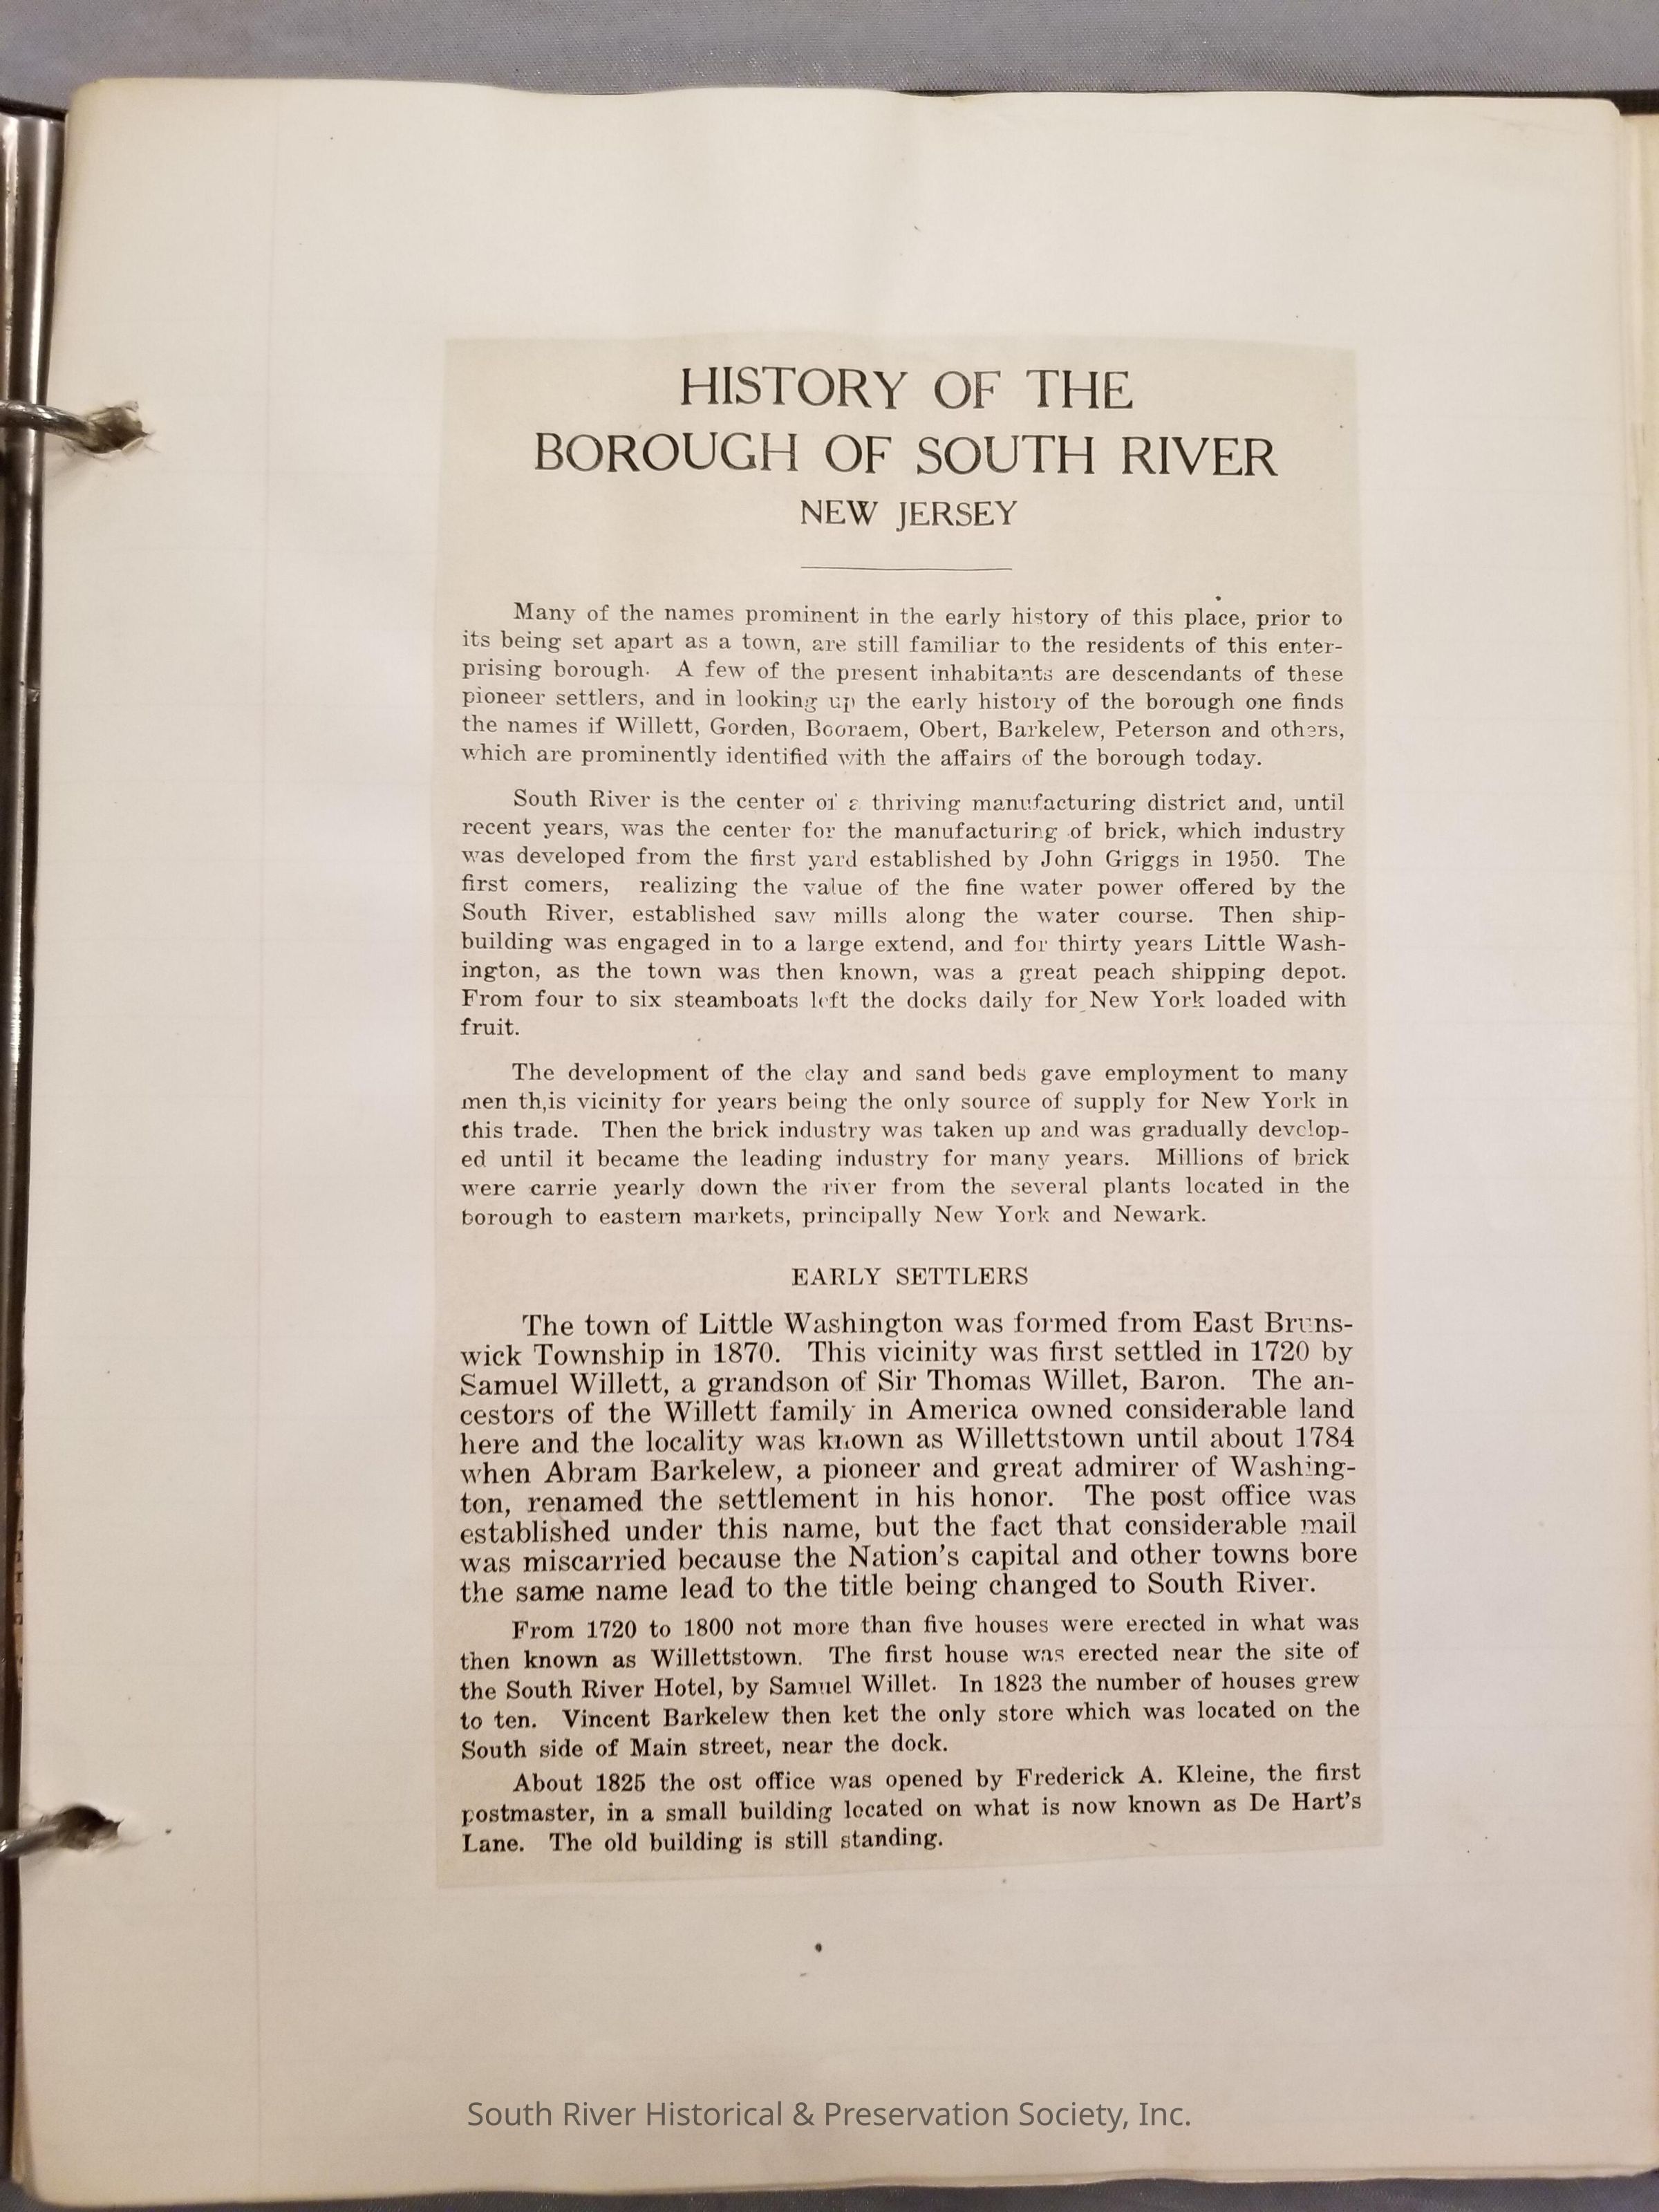 HISTORY OF THE
BOROUGH OF SOUTH RIVER
NEW JERSEY
Many of the names prominent in the early history of this place, prior to
its being set apart as a town, are still familiar to the residents of this enter-
prising borough. A few of the present inhabitants are descendants of these
pioneer settlers, and in looking up the early history of the borough one finds
the names if Willett, Gorden, Booraem, Obert, Barkelew, Peterson and others,
which are prominently identified with the affairs of the borough today.
South River is the center of a thriving manufacturing district and, until
recent years, was the center for the manufacturing of brick, which industry
was developed from the first yard established by John Griggs in 1950. The
first comers, realizing the value of the fine water power offered by the
South River, established saw mills along the water course. Then ship-
building was engaged in to a large extend, and for thirty years Little Wash-
ington, as the town was then known, was a great peach shipping depot.
From four to six steamboats left the docks daily for New York loaded with
fruit.
The development of the clay and sand beds gave employment to many
men th,is vicinity for years being the only source of supply for New York in
this trade. Then the brick industry was taken up and was gradually develop-
ed until it became the leading industry for many years. Millions of brick
were carrie yearly down the river from the several plants located in the
borough to eastern markets, principally New York and Newark.
EARLY SETTLERS
The town of Little Washington was formed from East Bruns-
wick Township in 1870. This vicinity was first settled in 1720 by
Samuel Willett, a grandson of Sir Thomas Willet, Baron. The an-
cestors of the Willett family in America owned considerable land
here and the locality was known as Willettstown until about 1784
when Abram Barkelew, a pioneer and great admirer of Washing-
ton, renamed the settlement in his honor. The post office was
established under this name, but the fact that considerable mail
was miscarried because the Nation's capital and other towns bore
the same name lead to the title being changed to South River.
From 1720 to 1800 not more than five houses were erected in what was
then known as Willettstown. The first house was erected near the site of
the South River Hotel, by Samuel Willet. In 1823 the number of houses grew
to ten. Vincent Barkelew then ket the only store which was located on the
South side of Main street, near the dock.
About 1825 the ost office was opened by Frederick A. Kleine, the first
postmaster, in a small building located on what is now known as De Hart's
Lane. The old building is still standing.
South River Historical & Preservation Society, Inc.